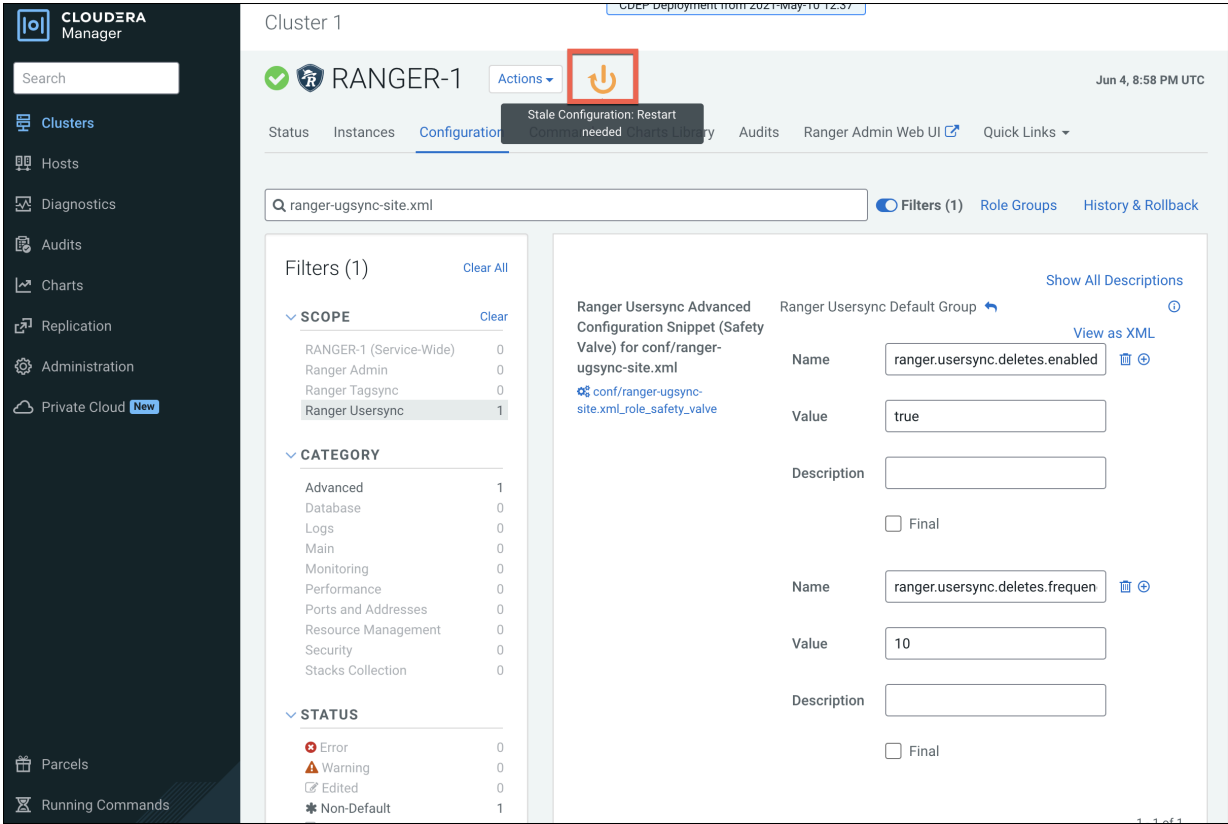 CLOUDERA
Manager
Search
Clusters
Hosts
Diagnostics
Audits
Charts
Replication
Administration
Private Cloud New
Parcels
Running Commands
CDEP Deployment from 2021-May-10 12:37
Cluster 1
RANGER-1
Actions
Jun 4, 8:58 PM UTC
Stale Configuration: Restart
needed
Status Instances Configuration Charts Library Audits Ranger Admin Web UI Quick Links
ranger-ugsync-site.xml
Filters (1) Role Groups History & Rollback
Filters (1) Clear All
SCOPE Clear
RANGER-1 (Service-Wide) 0
Ranger Admin 0
Ranger Tagsync 0
Ranger Usersync 1
CATEGORY
Advanced 1
Database 0
Logs 0
Main 0
Monitoring 0
Performance 0
Ports and Addresses 0
Resource Management 0
Security 0
Stacks Collection 0
STATUS
Error 0
Warning 0
Edited 0
Non-Default 1
Show All Descriptions
Ranger Usersync Advanced
Configuration Snippet (Safety
Valve) for conf/ranger-
ugsync-site.xml
conf/ranger-ugsync-
site.xml_role_safety_valve
Ranger Usersync Default Group
View as XML
Name ranger.usersync.deletes.enabled
Value true
Description
Final
Name ranger.usersync.deletes.frequen
Value 10
Description
Final
1 - 1 of 1